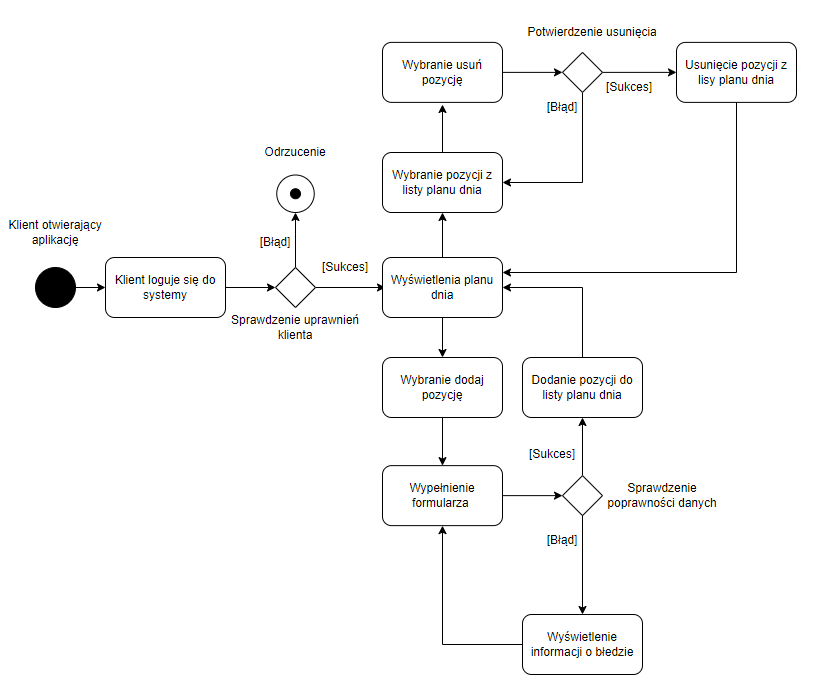 Potwierdzenie usunięcia
Wybranie usuń
pozycję
[Błąd]
[Sukces]
Usunięcie pozycji z
lisy planu dnia
Odrzucenie
Wybranie pozycji z
listy planu dnia
Klient otwierający
aplikację
[Błąd]
[Sukces]
Klient loguje się do
systemy
Wyświetlenia planu
dnia
Sprawdzenie uprawnień
klienta
Wybranie dodaj
pozycję
Dodanie pozycji do
listy planu dnia
[Sukces]
Wypełnienie
formularza
Sprawdzenie
poprawności danych
[Błąd]
Wyświetlenie
informacji o błedzie